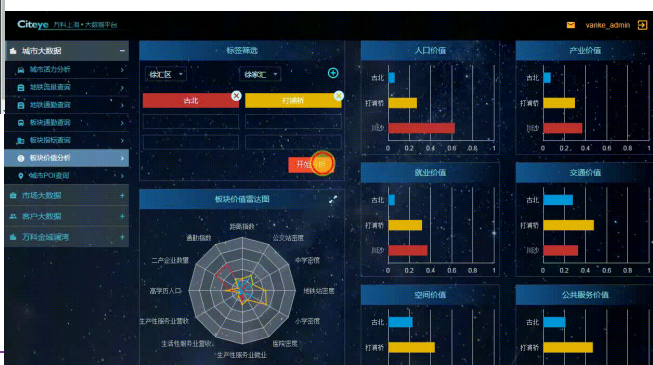 Citeye 万科上海·大数据平台
vanke_admin
城市大数据
城市活力分析
地铁流量查询
地铁通勤查询
板块通勤查询
板块指标查询
板块价值分析
城市POI查询
市场大数据
客户大数据
万科金域澜湾
标签筛选
徐汇区
徐家汇
古北
打浦桥
开始分析
板块价值雷达图
距离指数
公交站密度
中学密度
地铁站密度
小学密度
医院密度
生产性服务业就业
生活性服务业营收
生产性服务业营收
高学历人口
二产企业数量
通勤指数
人口价值
古北
打浦桥
川沙
0 0.2 0.4 0.6 0.8 1
产业价值
古北
打浦桥
川沙
0 0.2 0.4 0.6 0.8 1
就业价值
古北
打浦桥
川沙
0 0.2 0.4 0.6 0.8 1
交通价值
古北
打浦桥
川沙
0 0.2 0.4 0.6 0.8 1
空间价值
古北
打浦桥
公共服务价值
古北
打浦桥